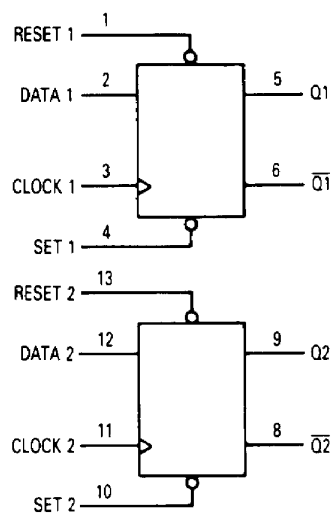 RESET 1 1
DATA 1 2 5 Q1
CLOCK 1 3 6 Q̅1̅
SET 1 4
RESET 2 13
DATA 2 12 9 Q2
CLOCK 2 11 8 Q̅2̅
SET 2 10